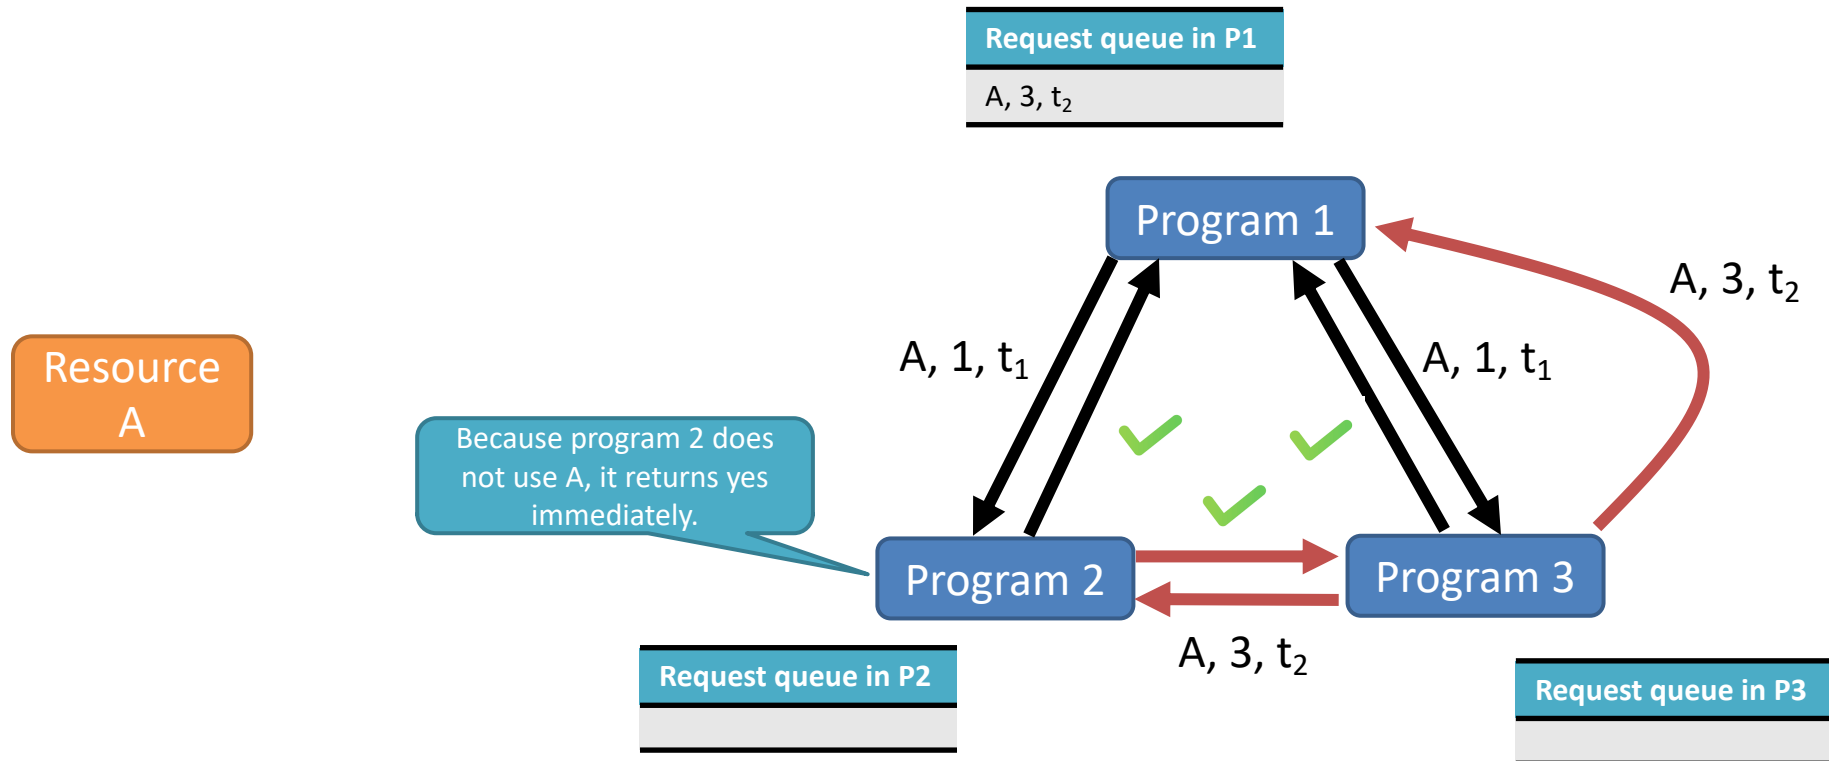 Request queue in P1
A, 3, t₂
Program 1
A, 3, t₂
A, 1, t₁
A, 1, t₁
Resource
A
Because program 2 does
not use A, it returns yes
immediately.
Program 2
Program 3
A, 3, t₂
Request queue in P2
Request queue in P3